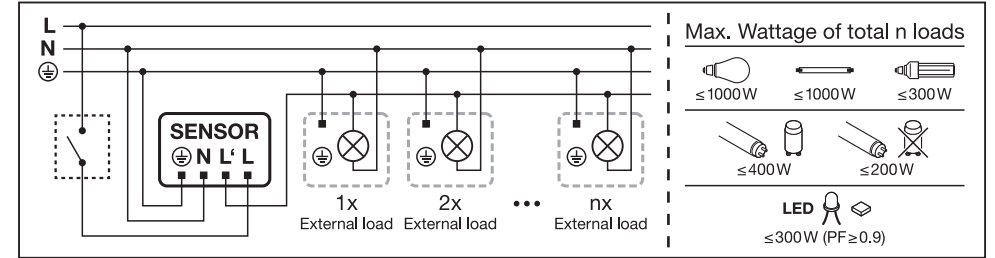 L
N
SENSOR
N L‘ L
1x
External load
2x
External load
•••
nx
External load
Max. Wattage of total n loads
≤1000W
≤1000W
≤300W
≤400W
≤200W
LED
≤300W (PF≥0.9)